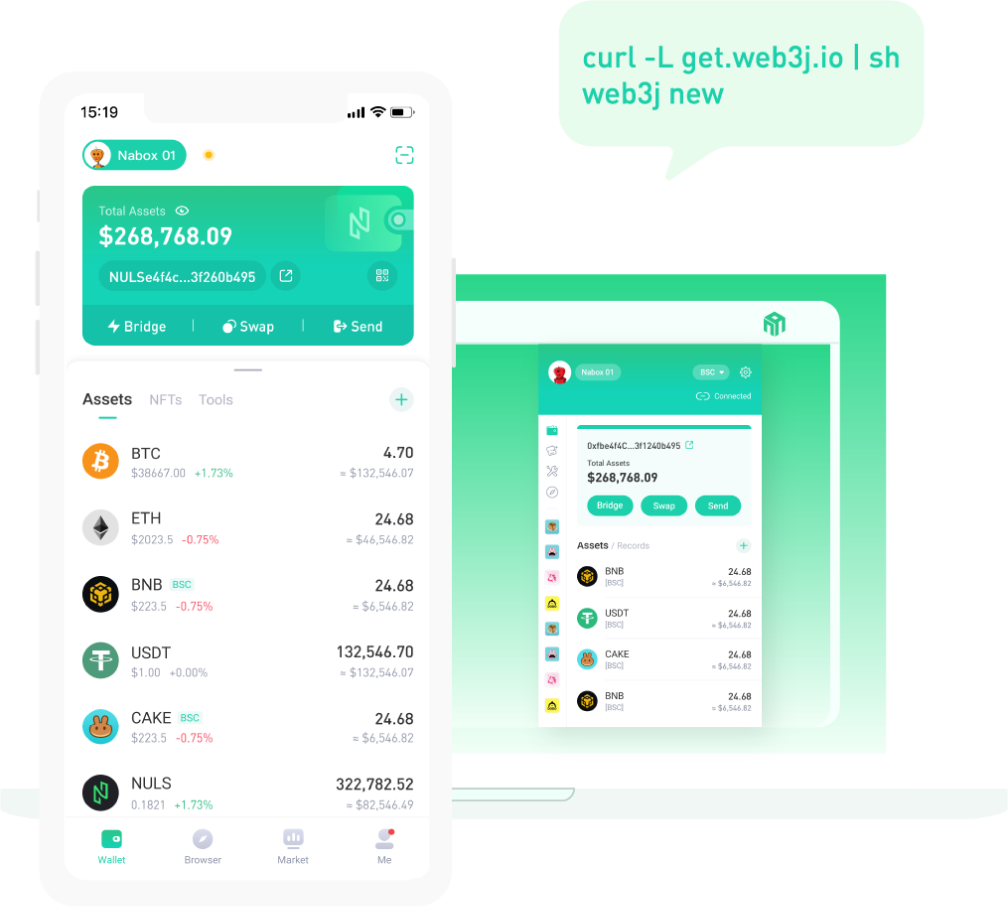 curl -L get.web3j.io | sh
web3j new
15:19
Nabox 01
Total Assets
$268,768.09
NULSe4f4c...3f260b495
Bridge | Swap | Send
Assets NFTs Tools
BTC 4.70
$38667.00 +1.73% ≈ $132,546.07
ETH 24.68
$2023.5 -0.75% ≈ $46,546.82
BNB BSC 24.68
$223.5 -0.75% ≈ $6,546.82
USDT 132,546.70
$1.00 +0.00% ≈ $132,546.07
CAKE BSC 24.68
$223.5 -0.75% ≈ $6,546.82
NULS 322,782.52
0.1821 +1.73% ≈ $82,546.49
Wallet Browser Market Me
Nabox 01 BSC
Connected
0xfbe4f4C...3f1240b495
Total Assets
$268,768.09
Bridge Swap Send
Assets / Records
BNB 24.68
[BSC] ≈ $6,546.82
USDT 24.68
[BSC] ≈ $6,546.82
CAKE 24.68
[BSC] ≈ $6,546.82
BNB 24.68
[BSC] ≈ $6,546.82